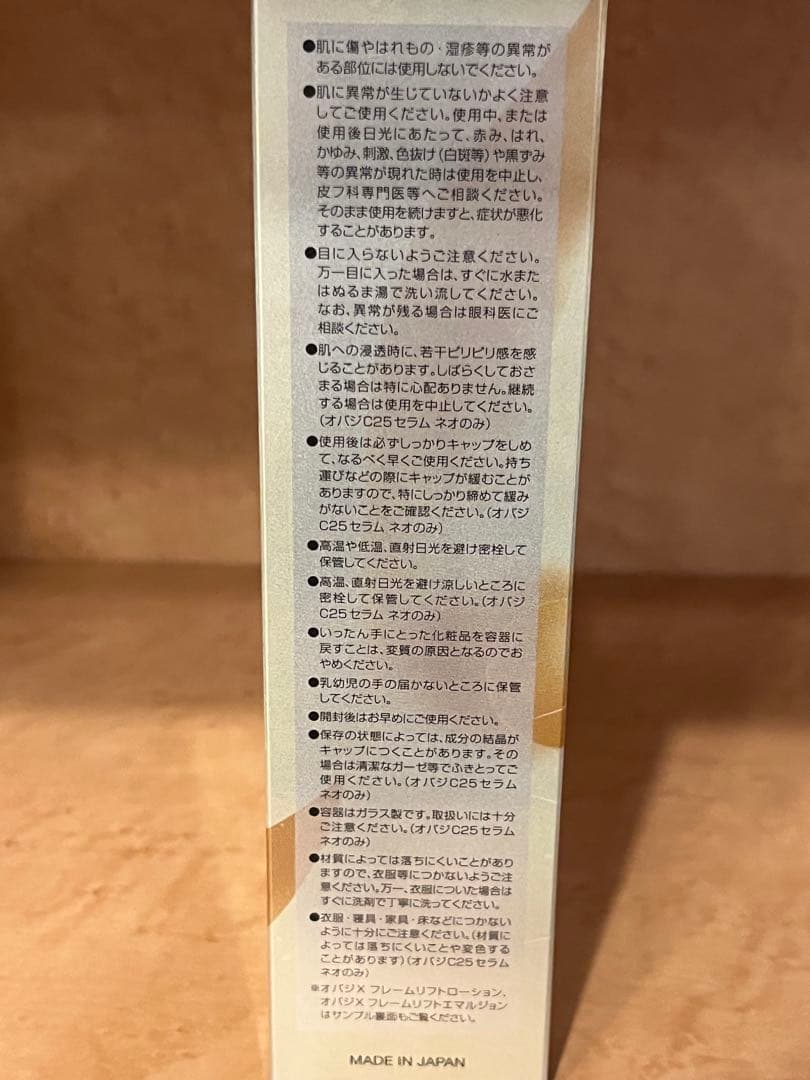 ●肌に傷やはれもの・湿疹等の異常が
ある部位には使用しないでください。
●肌に異常が生じていないかよく注意
してご使用ください。使用中、または
使用後日光にあたって、赤み、はれ、
かゆみ、刺激、色抜け(白斑等)や黒ずみ
等の異常が現れた時は使用を中止し、
皮フ科専門医等へご相談ください。
そのまま使用を続けますと、症状が悪化
することがあります。
●目に入らないようご注意ください。
万一目に入った場合は、すぐに水また
はぬるま湯で洗い流してください。
なお、異常が残る場合は眼科医にご
相談ください。
●肌への浸透時に、若干ピリピリ感を感
じることがあります。しばらくしておさ
まる場合は特に心配ありません。継続
する場合は使用を中止してください。
(オバジC25セラム ネオのみ)
●使用後は必ずしっかりキャップをしめ
て、なるべく早くご使用ください。持ち
運びなどの際にキャップが緩むことが
ありますので、特にしっかり締めて緩み
がないことをご確認ください。(オバジ
C25セラム ネオのみ)
●高温や低温、直射日光を避け密栓して
保管してください。
●高温、直射日光を避け涼しいところに
密栓して保管してください。(オバジ
C25セラム ネオのみ)
●いったん手にとった化粧品を容器に
戻すことは、変質の原因となるのでお
やめください。
●乳幼児の手の届かないところに保管
してください。
●開封後はお早めにご使用ください。
●保存の状態によっては、成分の結晶が
キャップにつくことがあります。その
場合は清潔なガーゼ等でふきとってご
使用ください。(オバジC25セラム
ネオのみ)
●容器はガラス製です。取扱いには十分
ご注意ください。(オバジC25セラム
ネオのみ)
●材質によっては落ちにくいことがあり
ますので、衣服等につかないようご注
意ください。万一、衣服についた場合は
すぐに洗剤で丁寧に洗ってください。
●衣服・寝具・家具・床などにつかない
ように十分にご注意ください。(材質に
よっては落ちにくいことや変色する
ことがあります)(オバジC25セラム
ネオのみ)
※オバジX フレームリフトローション、
オバジX フレームリフトエマルジョン
はサンプル裏面もご覧ください。
MADE IN JAPAN